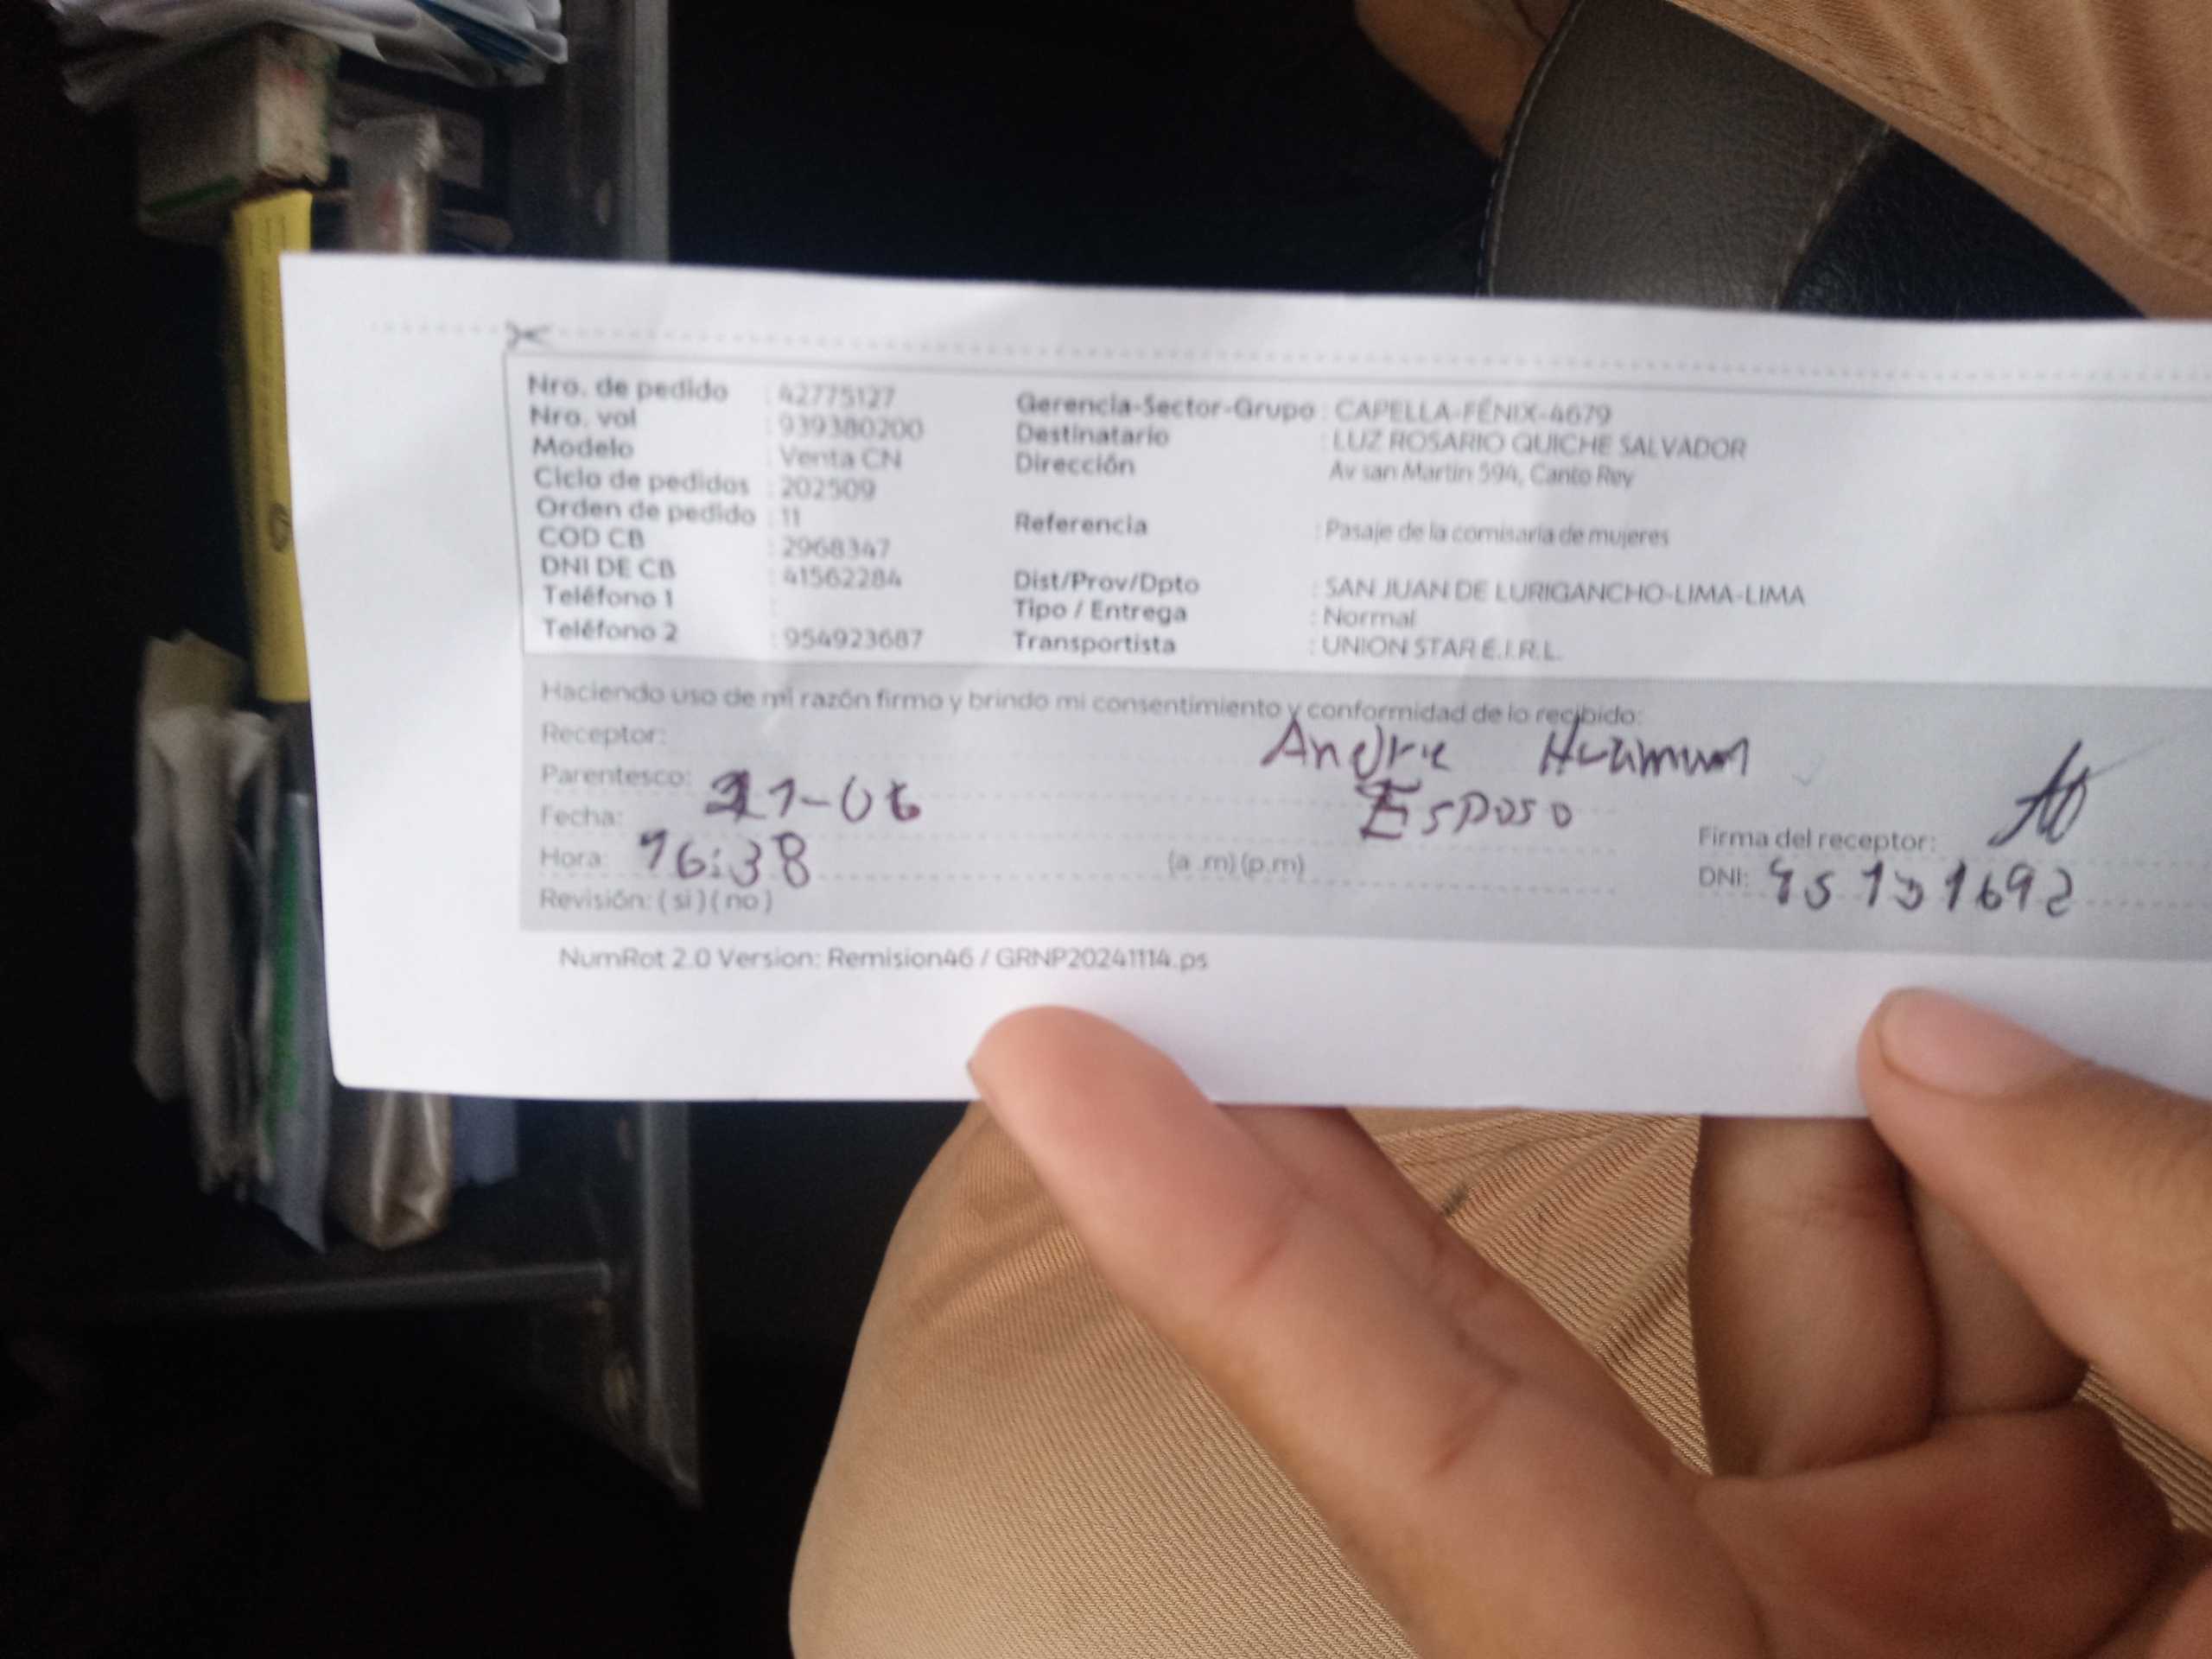 Nro. de pedido : 42775127
Nro. vol : 939380200
Modelo : Venta CN
Ciclo de pedidos : 202509
Orden de pedido : 11
COD CB : 2968347
DNI DE CB : 41562284
Teléfono 1 :
Teléfono 2 : 954923687
Gerencia-Sector-Grupo : CAPELLA-FÉNIX-4679
Destinatario : LUZ ROSARIO QUICHE SALVADOR
Dirección Av san Martin 594, Canto Rey
Referencia : Pasaje de la comisaria de mujeres
Dist/Prov/Dpto : SAN JUAN DE LURIGANCHO-LIMA-LIMA
Tipo / Entrega : Normal
Transportista : UNION STAR E.I.R.L.
Haciendo uso de mi razón firmo y brindo mi consentimiento y conformidad de lo recibido:
Receptor: Andre
Parentesco: Esposo
Fecha: 21-06
Hora: 16:38 (a .m) (p.m)
Revisión: ( si ) ( no )
Firma del receptor:
DNI:
NumRot 2.0 Version: Remision46 / GRNP20241114.ps